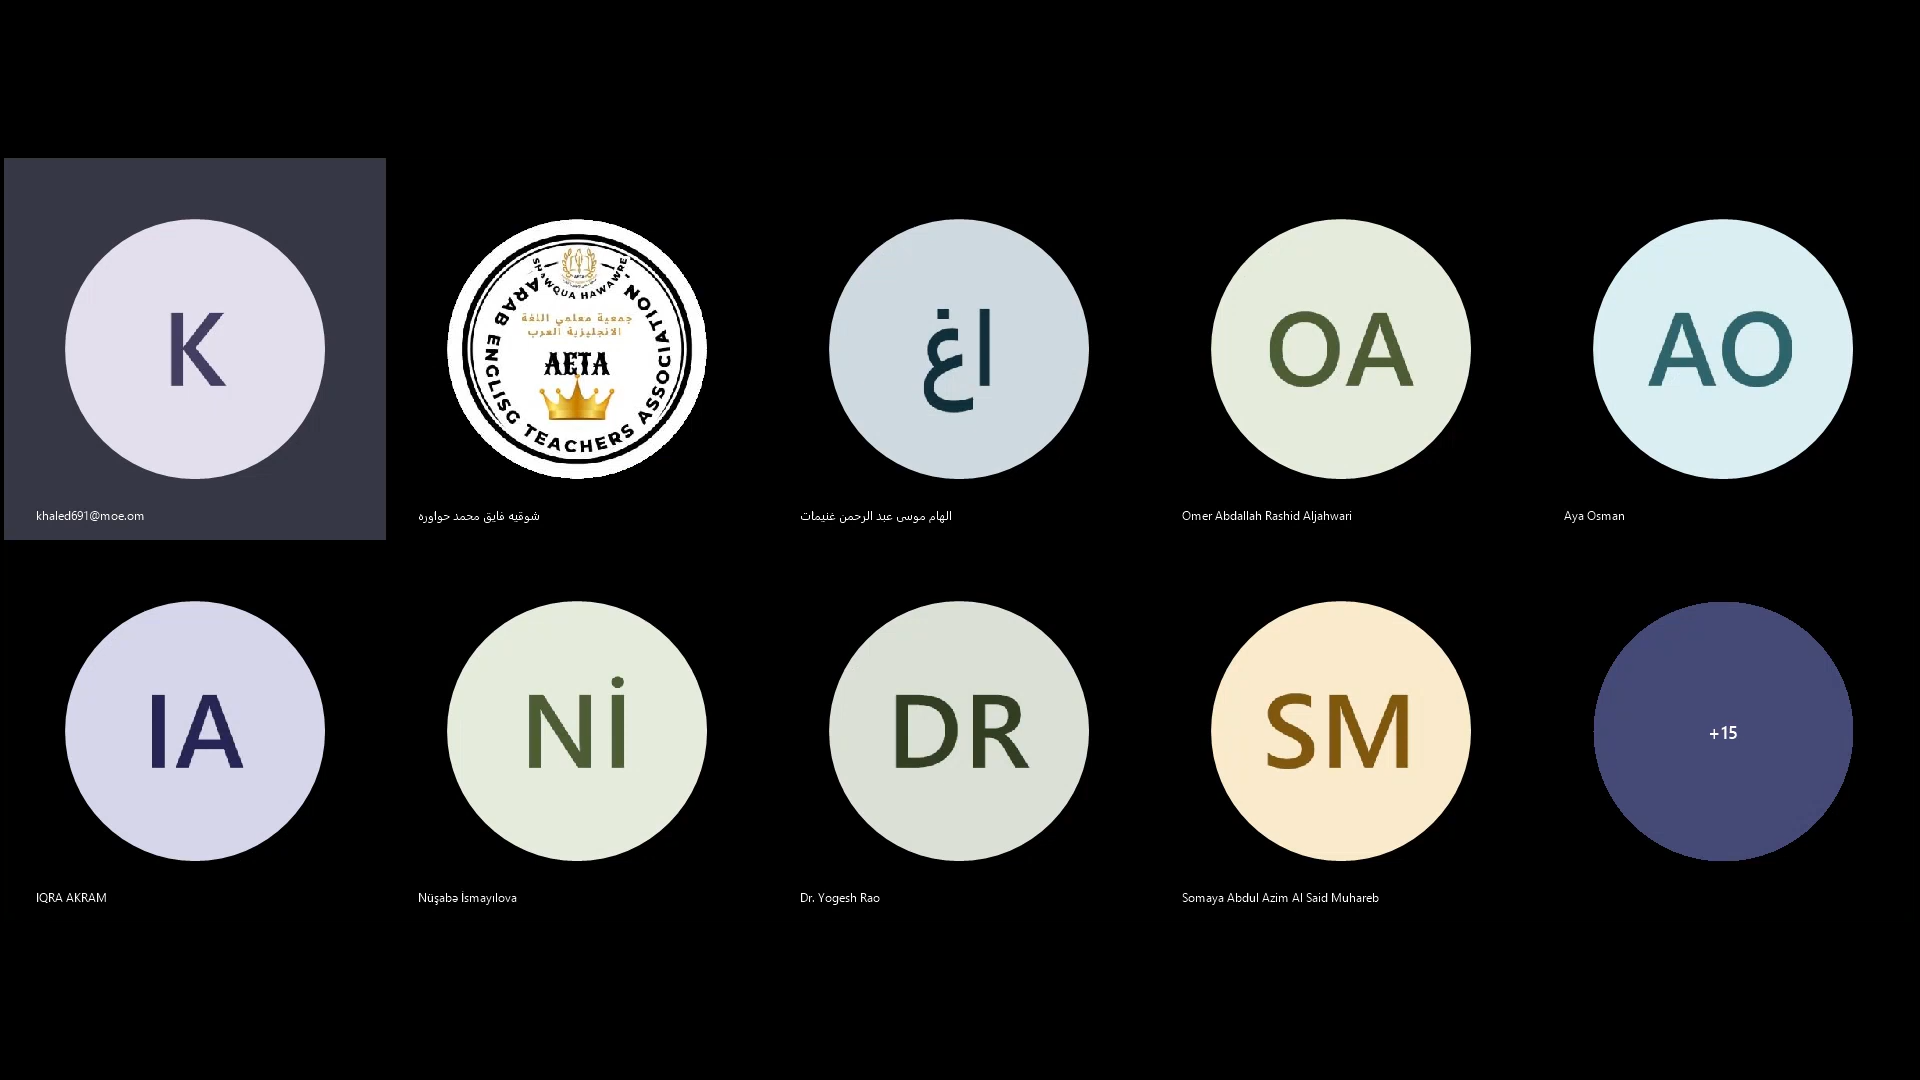 K
SHAWQUA HAWAWRE
ARAB ENGLISG TEACHERS ASSOCIATION
جمعية معلمي اللغة
الانجليزية العرب
AETA
اغ
OA
AO
khaled691@moe.om
شوقيه فايق محمد حواوره
الهام موسى عبد الرحمن غنيمات
Omer Abdallah Rashid Aljahwari
Aya Osman
IA
Nİ
DR
SM
+15
IQRA AKRAM
Nüşabə İsmayılova
Dr. Yogesh Rao
Somaya Abdul Azim Al Said Muhareb